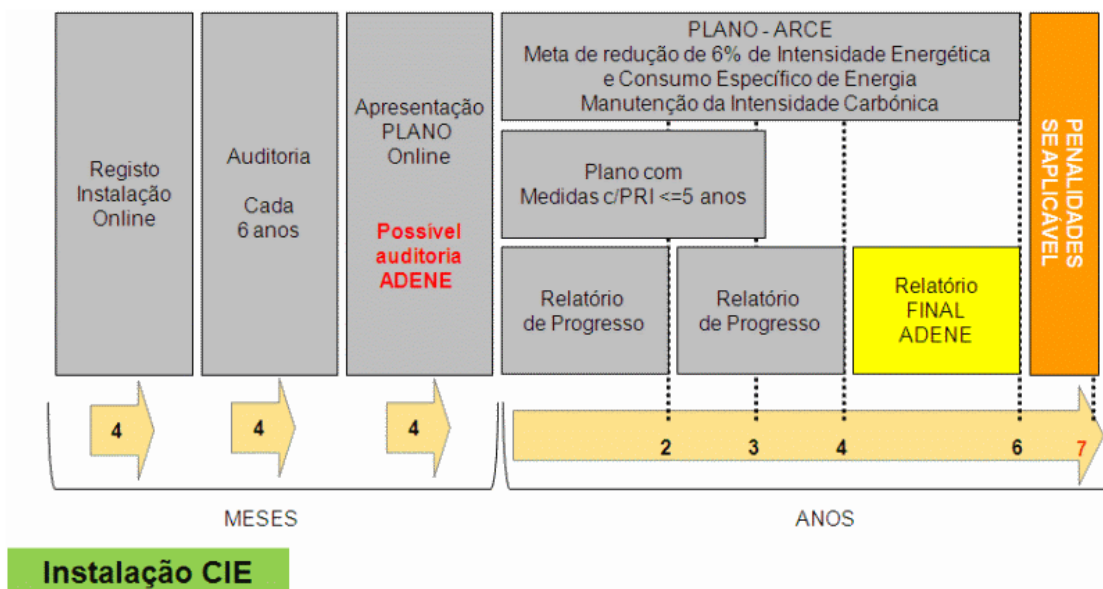 Registo
Instalação
Online
Auditoria
Cada
6 anos
Apresentação
PLANO
Online
Possível
auditoria
ADENE
PLANO - ARCE
Meta de redução de 6% de Intensidade Energética
e Consumo Específico de Energia
Manutenção da Intensidade Carbónica
Plano com
Medidas c/PRI <=5 anos
Relatório
de Progresso
Relatório
de Progresso
Relatório
FINAL
ADENE
PENALIDADES
SE APLICÁVEL
4
4
4
2
3
4
6
7
MESES
ANOS
Instalação CIE